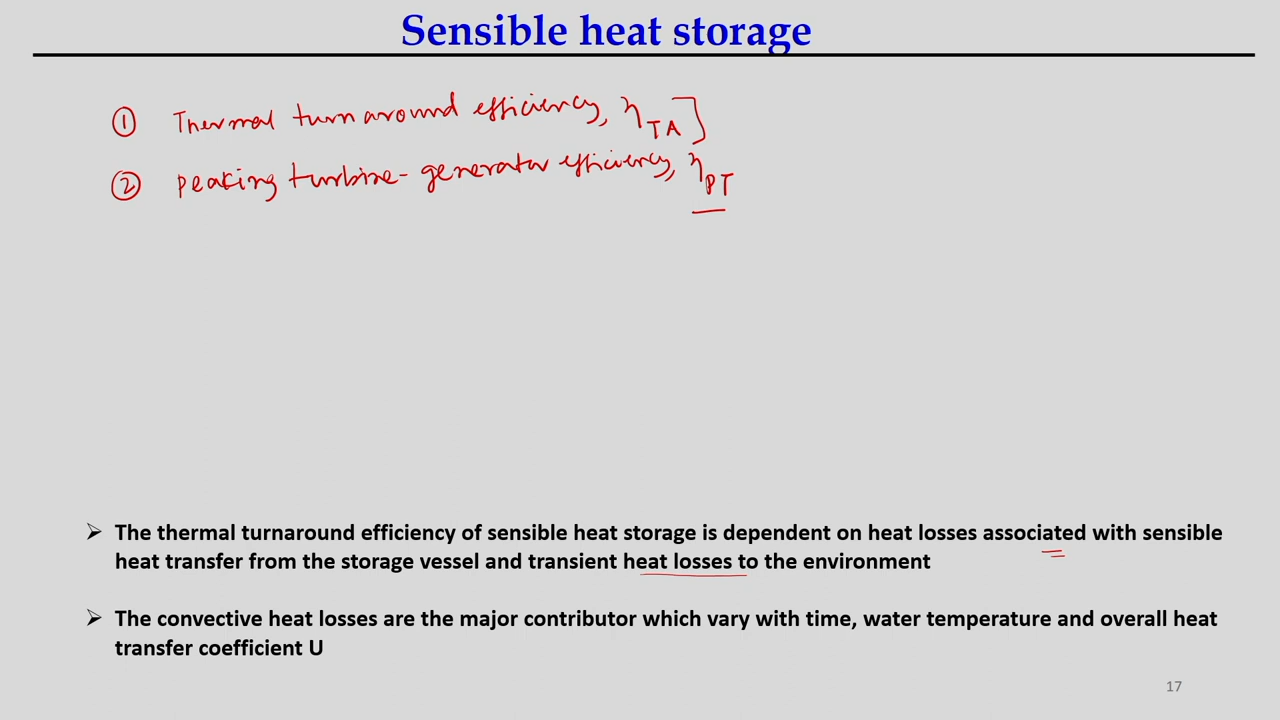 Sensible heat storage
① Thermal turnaround efficiency, η_TA]
② Peaking turbine-generator efficiency, η_PT
➢ The thermal turnaround efficiency of sensible heat storage is dependent on heat losses associated with sensible
heat transfer from the storage vessel and transient heat losses to the environment
➢ The convective heat losses are the major contributor which vary with time, water temperature and overall heat
transfer coefficient U
17